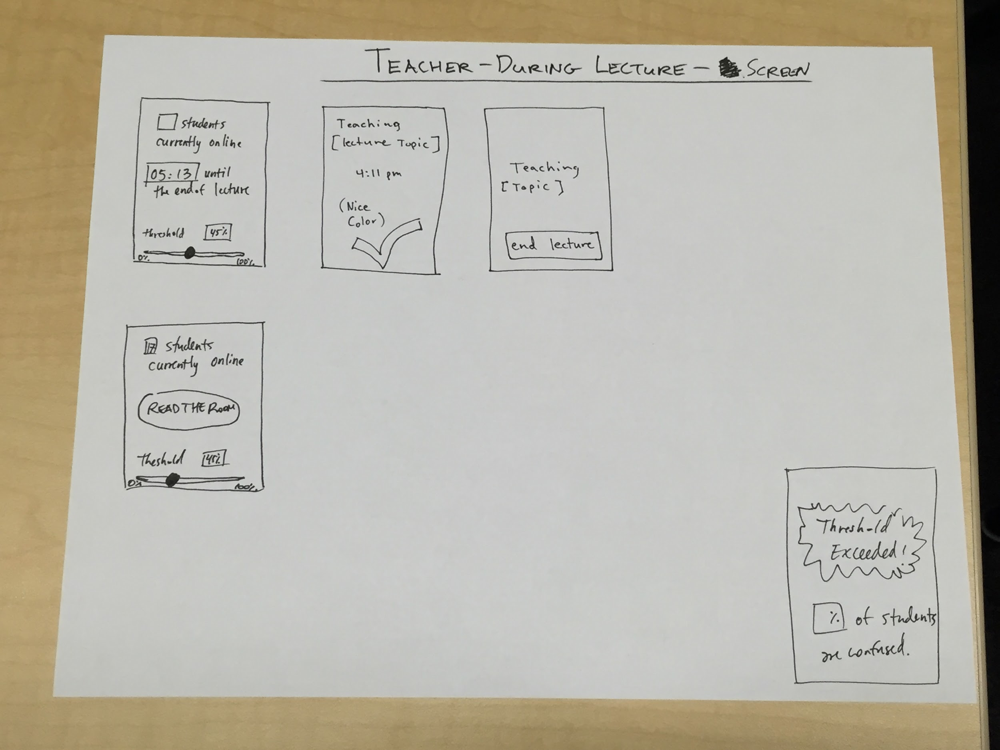 TEACHER - DURING LECTURE - SCREEN
students
currently online
05:13 until
the end of lecture
threshold 45%
0% 100%
Teaching
[lecture Topic]
4:11 pm
(Nice
Color)
Teaching
[Topic]
end lecture
17 students
currently online
READ THE ROOM
theshold 45%
0% 100%
Threshold
Exceeded!
% of students
are confused.